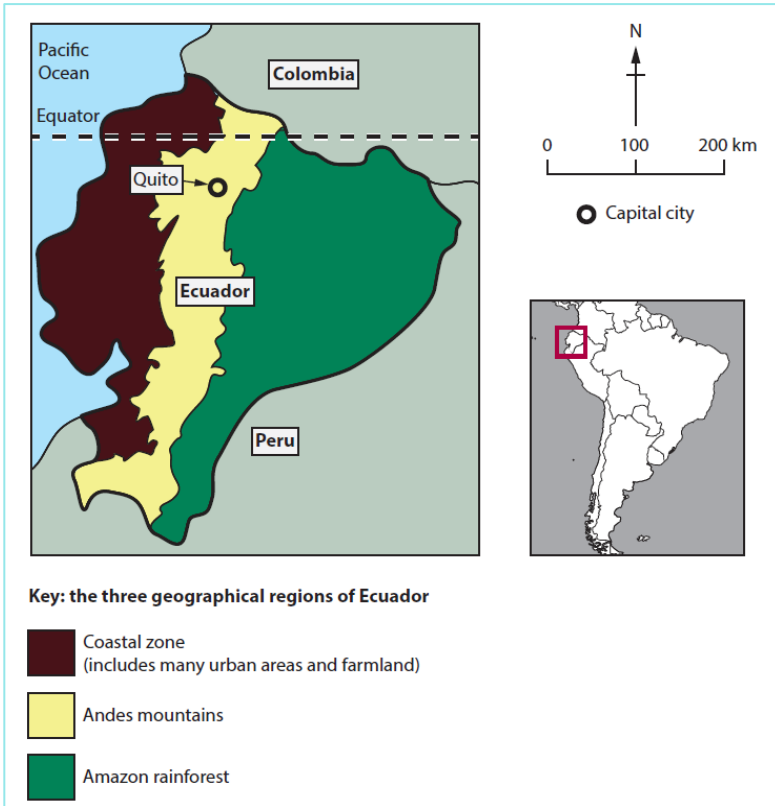 Pacific
Ocean
Colombia
Equator
Quito
Ecuador
Peru
N
0 100 200 km
Capital city
Key: the three geographical regions of Ecuador
Coastal zone
(includes many urban areas and farmland)
Andes mountains
Amazon rainforest